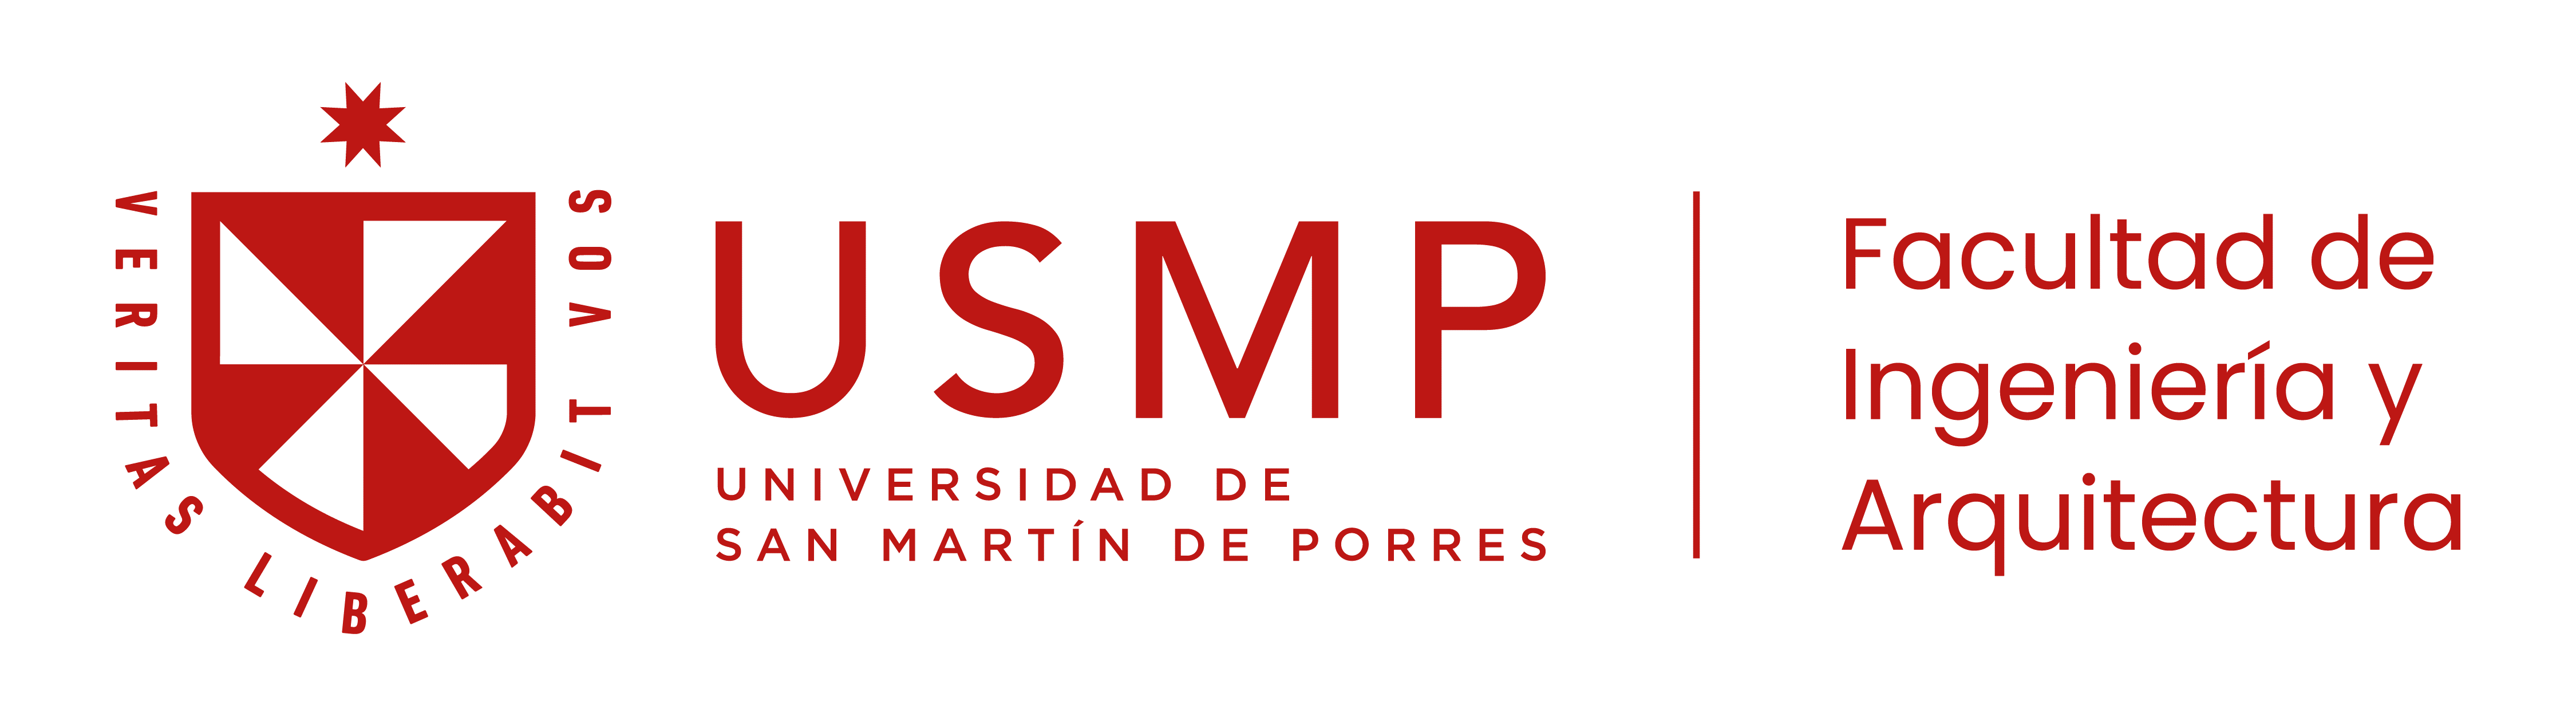 VERITAS LIBERABIT VOS
USMP
UNIVERSIDAD DE
SAN MARTÍN DE PORRES
Facultad de
Ingeniería y
Arquitectura